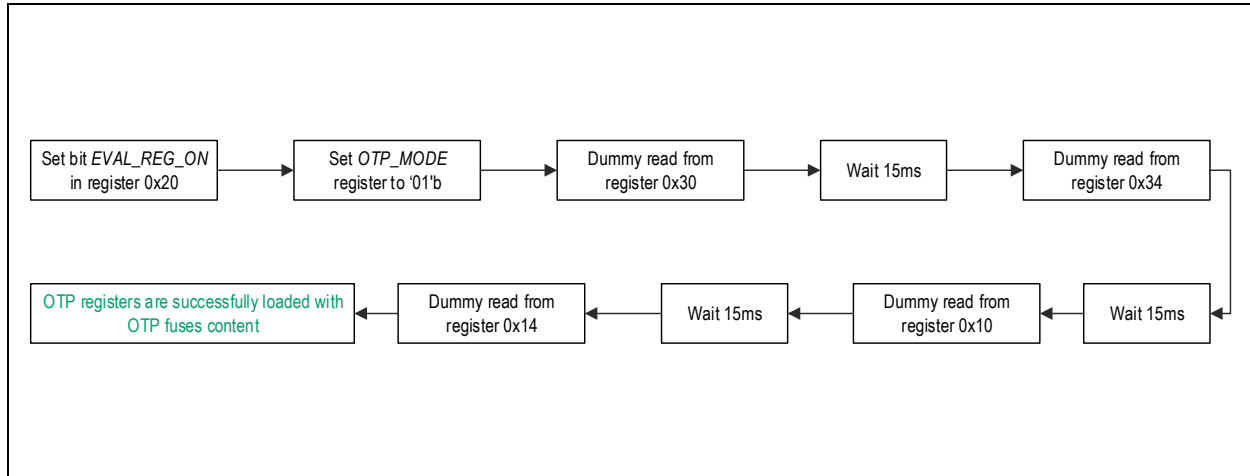 Set bit EVAL_REG_ON
in register 0x20
Set OTP_MODE
register to ‘01'b
Dummy read from
register 0x30
Wait 15ms
Dummy read from
register 0x34
Wait 15ms
Dummy read from
register 0x10
Wait 15ms
Dummy read from
register 0x14
OTP registers are successfully loaded with
OTP fuses content